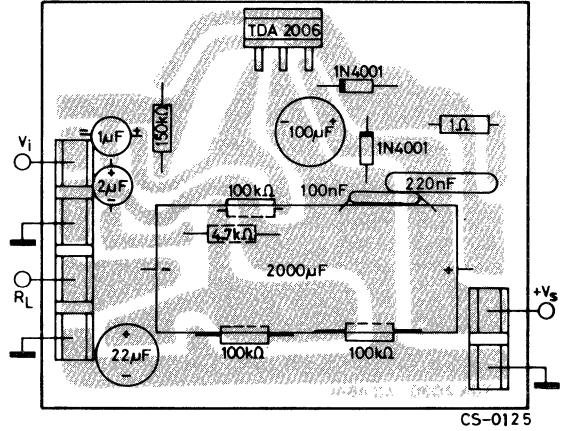 TDA 2006
1N4001
150kΩ
1Ω
= 1µF ±
- 100µF +
1N4001
Vi
+ 2µF -
100kΩ
100nF
220nF
4.7kΩ
- 2000µF +
RL
+Vs
+ 22µF -
100kΩ
100kΩ
CS-0125